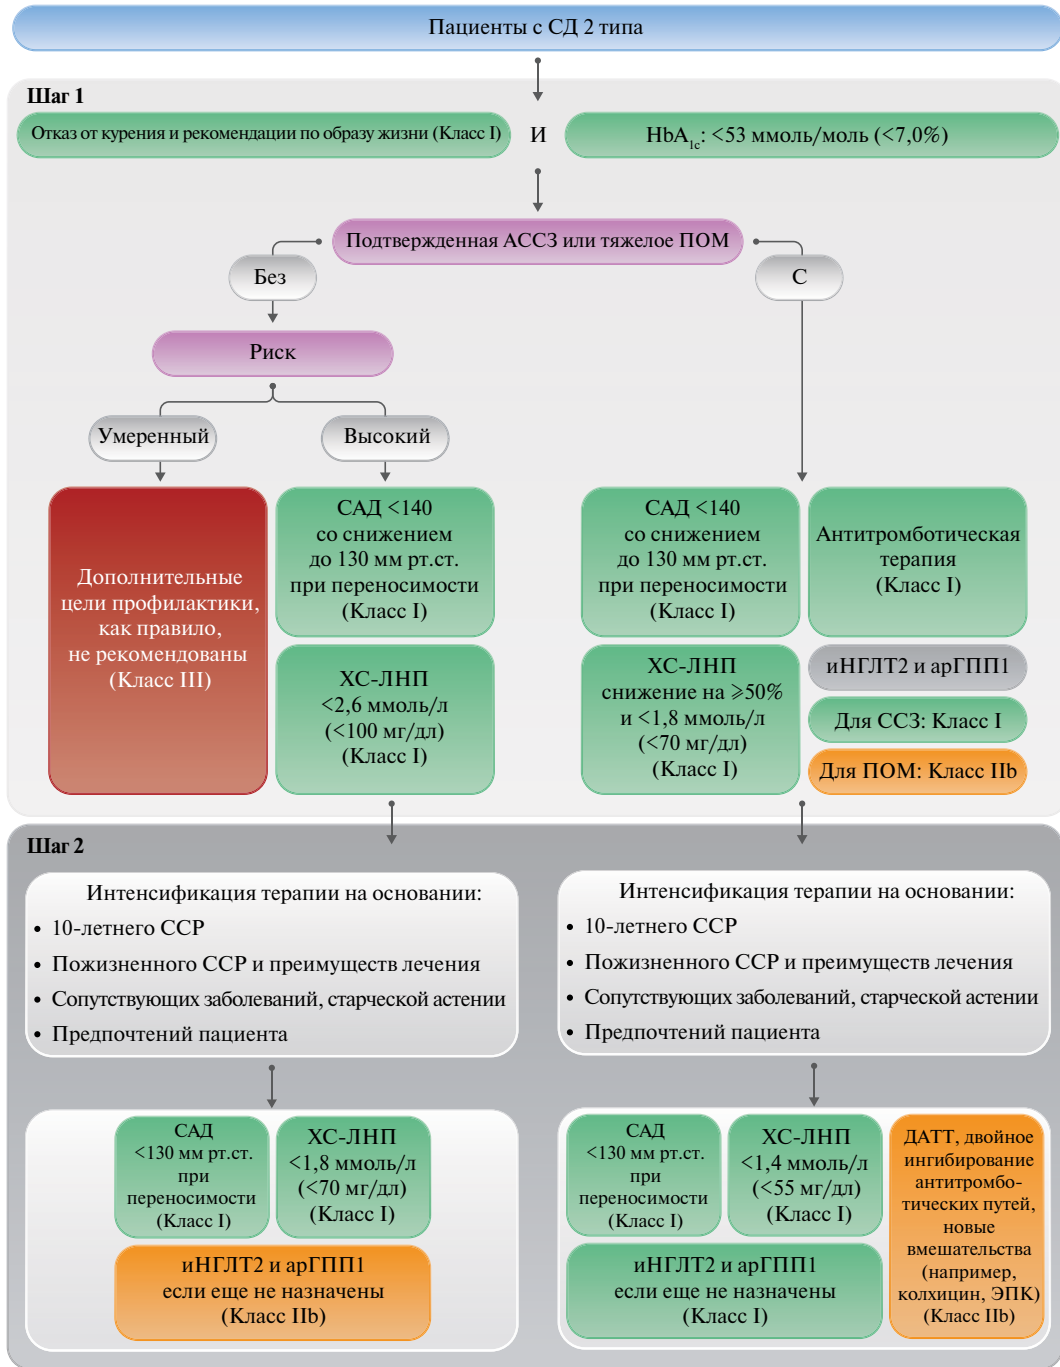 Пациенты с СД 2 типа
Шаг 1
Отказ от курения и рекомендации по образу жизни (Класс I)
И
HbA1c: <53 ммоль/моль (<7,0%)
Подтвержденная АССЗ или тяжелое ПОМ
Без
С
Риск
Умеренный
Высокий
Дополнительные
цели профилактики,
как правило,
не рекомендованы
(Класс III)
САД <140
со снижением
до 130 мм рт.ст.
при переносимости
(Класс I)
ХС-ЛНП
<2,6 ммоль/л
(<100 мг/дл)
(Класс I)
САД <140
со снижением
до 130 мм рт.ст.
при переносимости
(Класс I)
ХС-ЛНП
снижение на ≥50%
и <1,8 ммоль/л
(<70 мг/дл)
(Класс I)
Антитромботическая
терапия
(Класс I)
иНГЛТ2 и арГПП1
Для ССЗ: Класс I
Для ПОМ: Класс IIb
Шаг 2
Интенсификация терапии на основании:
• 10-летнего ССР
• Пожизненного ССР и преимуществ лечения
• Сопутствующих заболеваний, старческой астении
• Предпочтений пациента
Интенсификация терапии на основании:
• 10-летнего ССР
• Пожизненного ССР и преимуществ лечения
• Сопутствующих заболеваний, старческой астении
• Предпочтений пациента
САД
<130 мм рт.ст.
при
переносимости
(Класс I)
ХС-ЛНП
<1,8 ммоль/л
(<70 мг/дл)
(Класс I)
иНГЛТ2 и арГПП1
если еще не назначены
(Класс IIb)
САД
<130 мм рт.ст.
при
переносимости
(Класс I)
ХС-ЛНП
<1,4 ммоль/л
(<55 мг/дл)
(Класс I)
иНГЛТ2 и арГПП1
если еще не назначены
(Класс I)
ДАТТ, двойное
ингибирование
антитромбо-
тических путей,
новые
вмешательства
(например,
колхицин, ЭПК)
(Класс IIb)